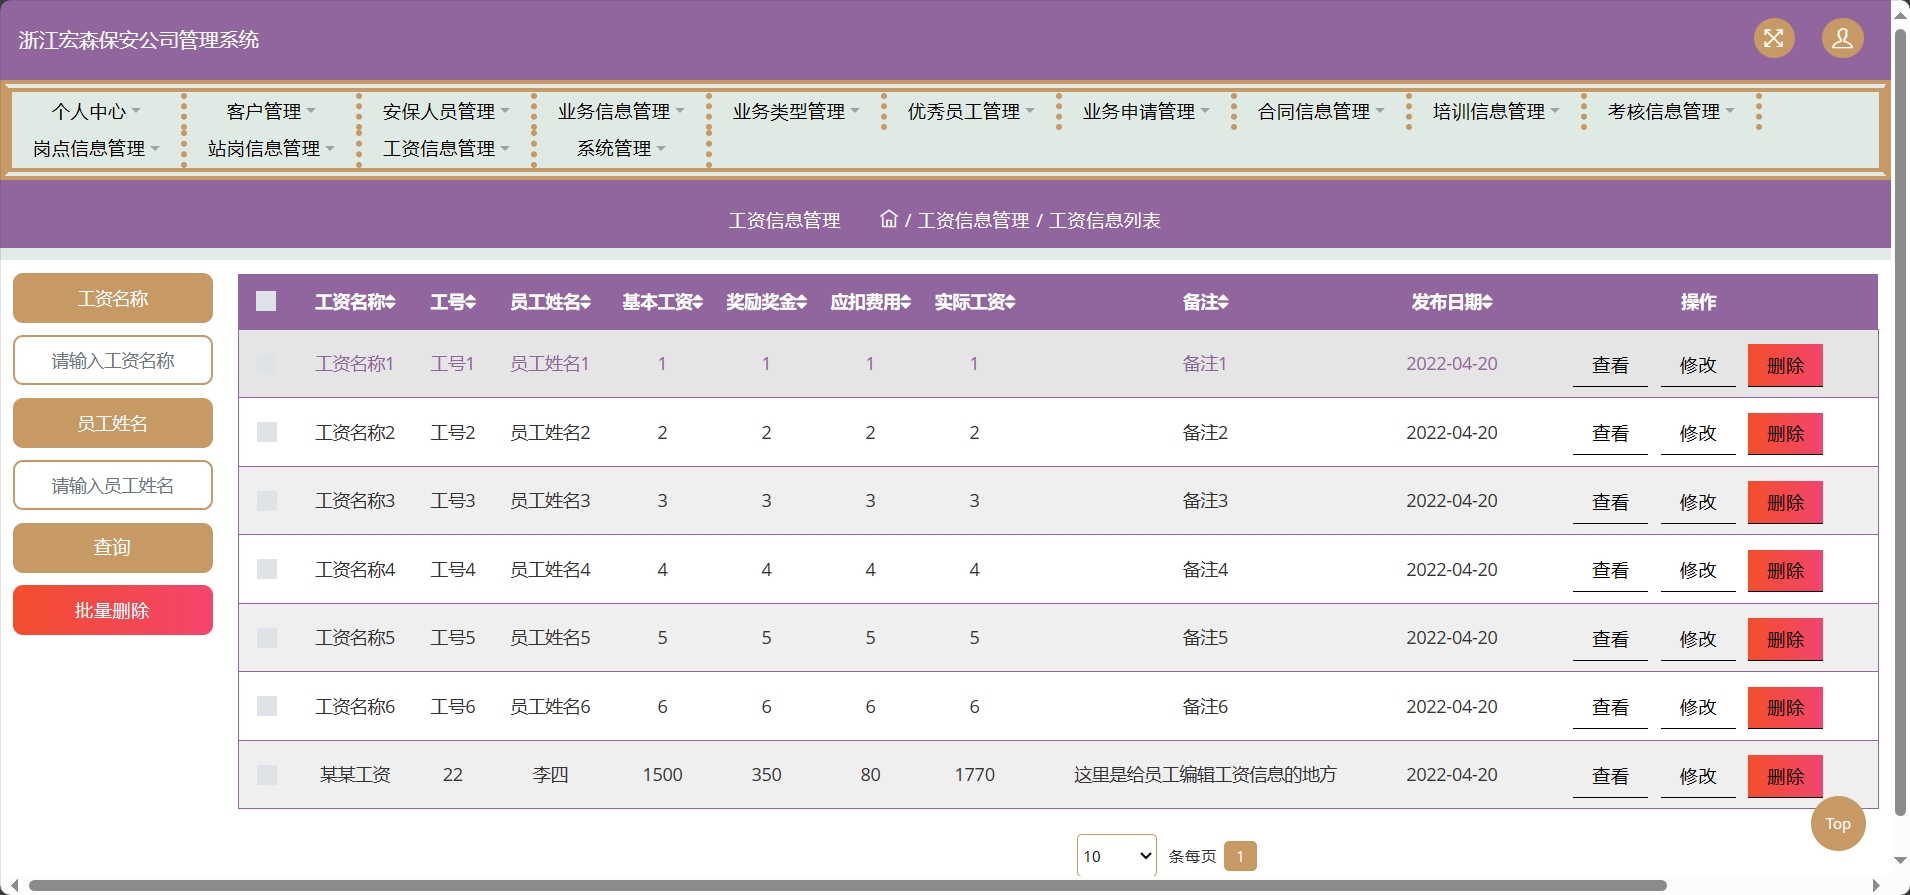 浙江宏森保安公司管理系统
个人中心 客户管理 安保人员管理 业务信息管理 业务类型管理 优秀员工管理 业务申请管理 合同信息管理 培训信息管理 考核信息管理
岗点信息管理 站岗信息管理 工资信息管理 系统管理
工资信息管理 / 工资信息管理 / 工资信息列表
工资名称
请输入工资名称
员工姓名
请输入员工姓名
查询
批量删除
工资名称 工号 员工姓名 基本工资 奖励奖金 应扣费用 实际工资 备注 发布日期 操作
工资名称1 工号1 员工姓名1 1 1 1 1 备注1 2022-04-20 查看 修改 删除
工资名称2 工号2 员工姓名2 2 2 2 2 备注2 2022-04-20 查看 修改 删除
工资名称3 工号3 员工姓名3 3 3 3 3 备注3 2022-04-20 查看 修改 删除
工资名称4 工号4 员工姓名4 4 4 4 4 备注4 2022-04-20 查看 修改 删除
工资名称5 工号5 员工姓名5 5 5 5 5 备注5 2022-04-20 查看 修改 删除
工资名称6 工号6 员工姓名6 6 6 6 6 备注6 2022-04-20 查看 修改 删除
某某工资 22 李四 1500 350 80 1770 这里是给员工编辑工资信息的地方 2022-04-20 查看 修改 删除
Top
10 条每页 1